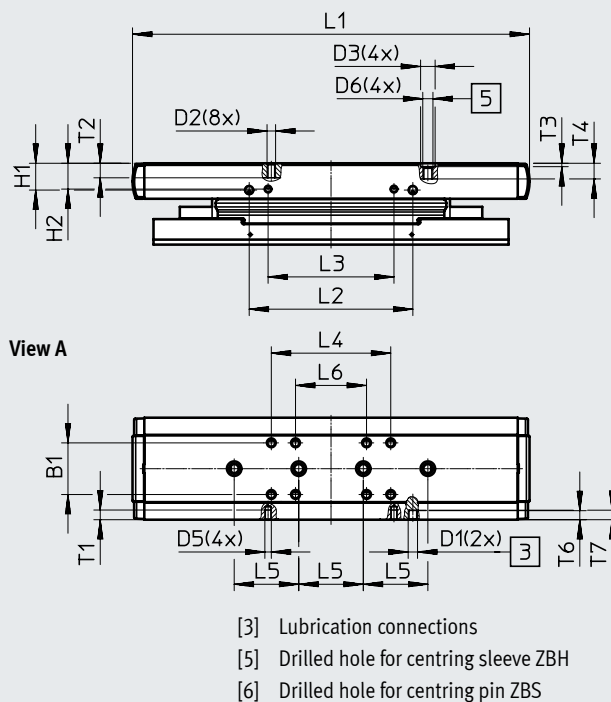 L1
D3(4x)
D6(4x)
5
D2(8x)
T2
T3
T4
H1
H2
L3
L2
View A
L4
L6
B1
T1
D5(4x)
D1(2x)
3
T6
T7
L5
L5
L5
[3] Lubrication connections
[5] Drilled hole for centring sleeve ZBH
[6] Drilled hole for centring pin ZBS